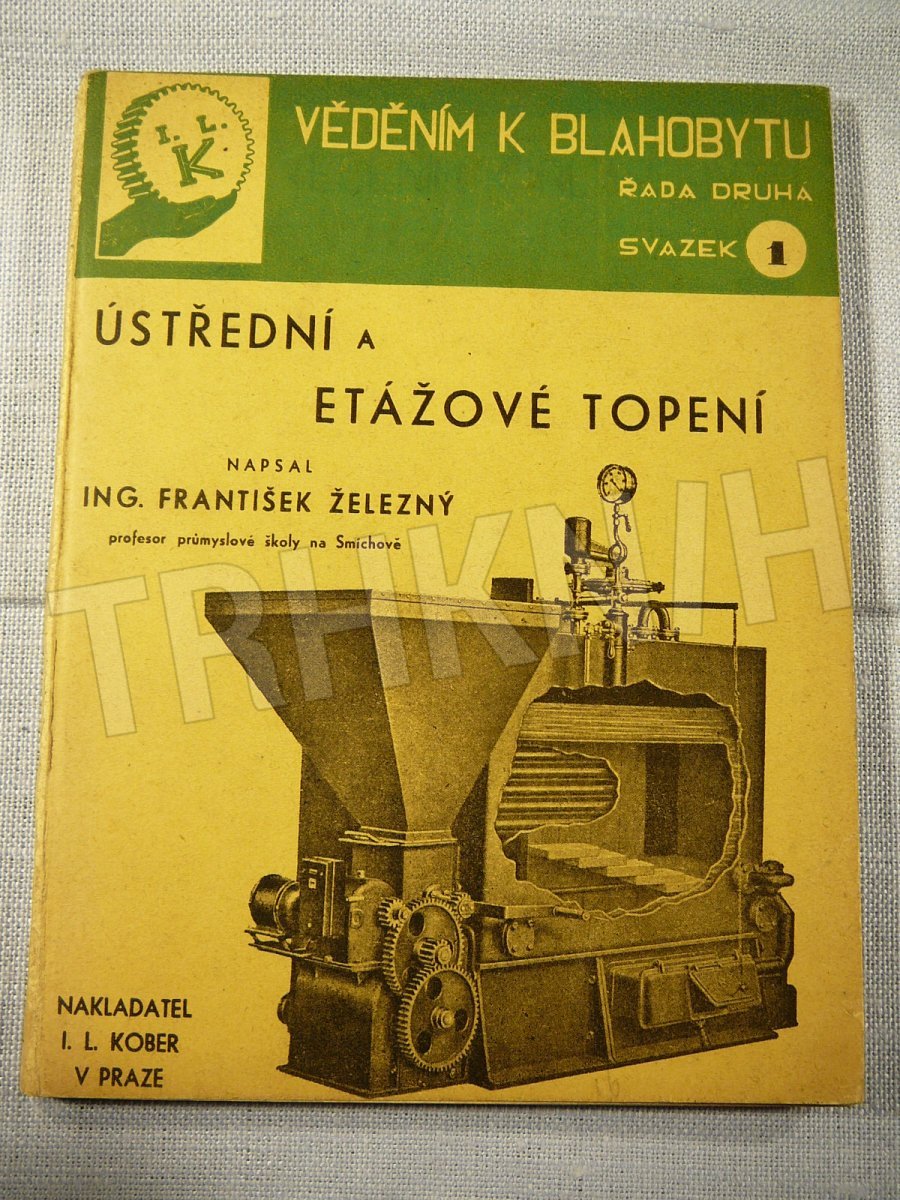 I. L.
K
VĚDĚNÍM K BLAHOBYTU
ŘADA DRUHÁ
SVAZEK 1
ÚSTŘEDNÍ A
ETÁŽOVÉ TOPENÍ
NAPSAL
ING. FRANTIŠEK ŽELEZNÝ
profesor průmyslové školy na Smíchově
TRHKNIH
NAKLADATEL
I. L. KOBER
V PRAZE
16